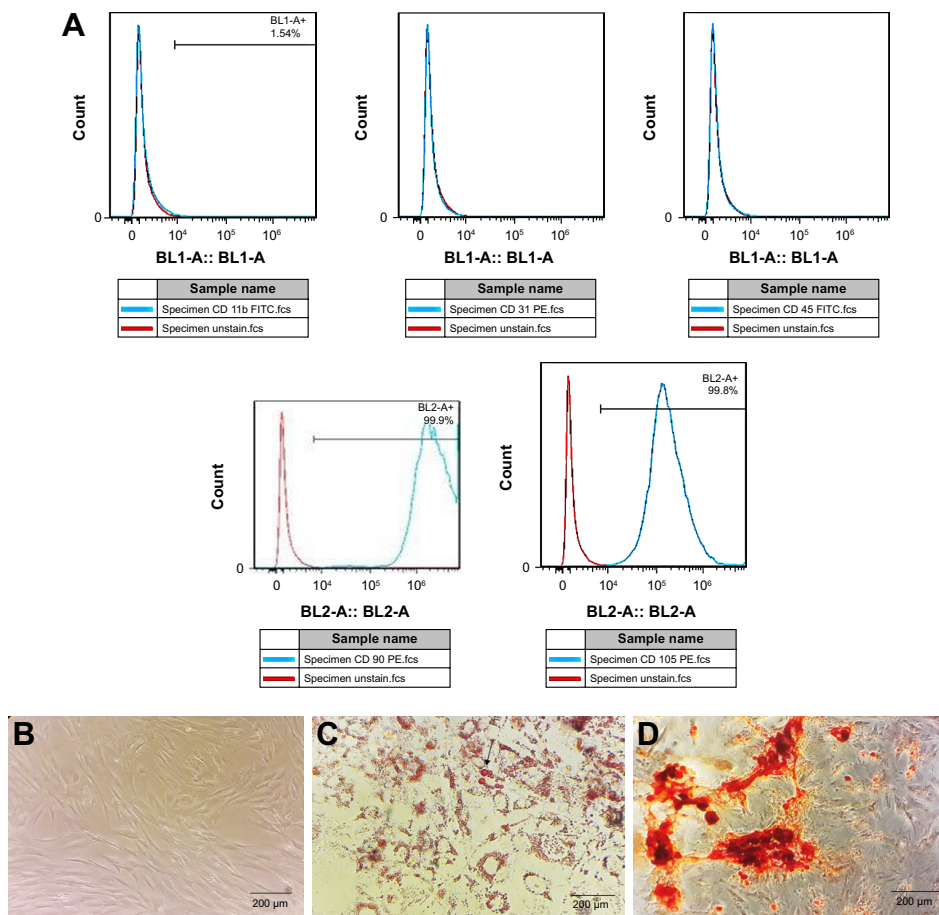 A
BL1-A+
1.54%
Count
Count
Count
0
0
0
0 10⁴ 10⁵ 10⁶
0 10⁴ 10⁵ 10⁶
0 10⁴ 10⁵ 10⁶
BL1-A:: BL1-A
BL1-A:: BL1-A
BL1-A:: BL1-A
Sample name
Specimen CD 11b FITC.fcs
Specimen unstain.fcs
Sample name
Specimen CD 31 PE.fcs
Specimen unstain.fcs
Sample name
Specimen CD 45 FITC.fcs
Specimen unstain.fcs
BL2-A+
99.9%
Count
0
0 10⁴ 10⁵ 10⁶
BL2-A:: BL2-A
Sample name
Specimen CD 90 PE.fcs
Specimen unstain.fcs
BL2-A+
99.8%
Count
0
0 10⁴ 10⁵ 10⁶
BL2-A:: BL2-A
Sample name
Specimen CD 105 PE.fcs
Specimen unstain.fcs
B
200 µm
C
200 µm
D
200 µm